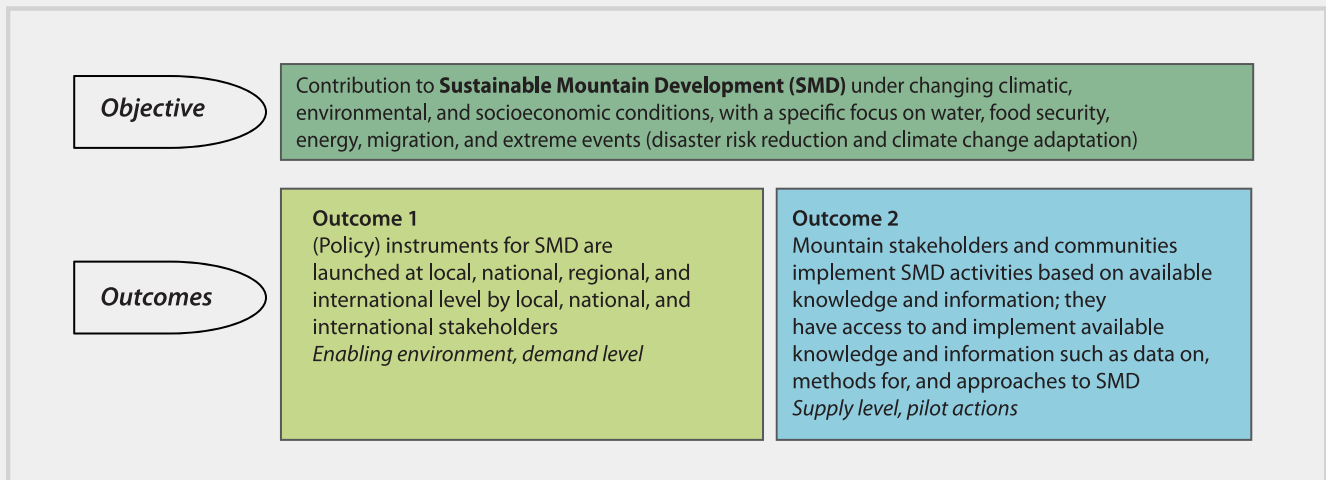 Objective
Contribution to Sustainable Mountain Development (SMD) under changing climatic,
environmental, and socioeconomic conditions, with a specific focus on water, food security,
energy, migration, and extreme events (disaster risk reduction and climate change adaptation)
Outcomes
Outcome 1
(Policy) instruments for SMD are
launched at local, national, regional, and
international level by local, national, and
international stakeholders
Enabling environment, demand level
Outcome 2
Mountain stakeholders and communities
implement SMD activities based on available
knowledge and information; they
have access to and implement available
knowledge and information such as data on,
methods for, and approaches to SMD
Supply level, pilot actions